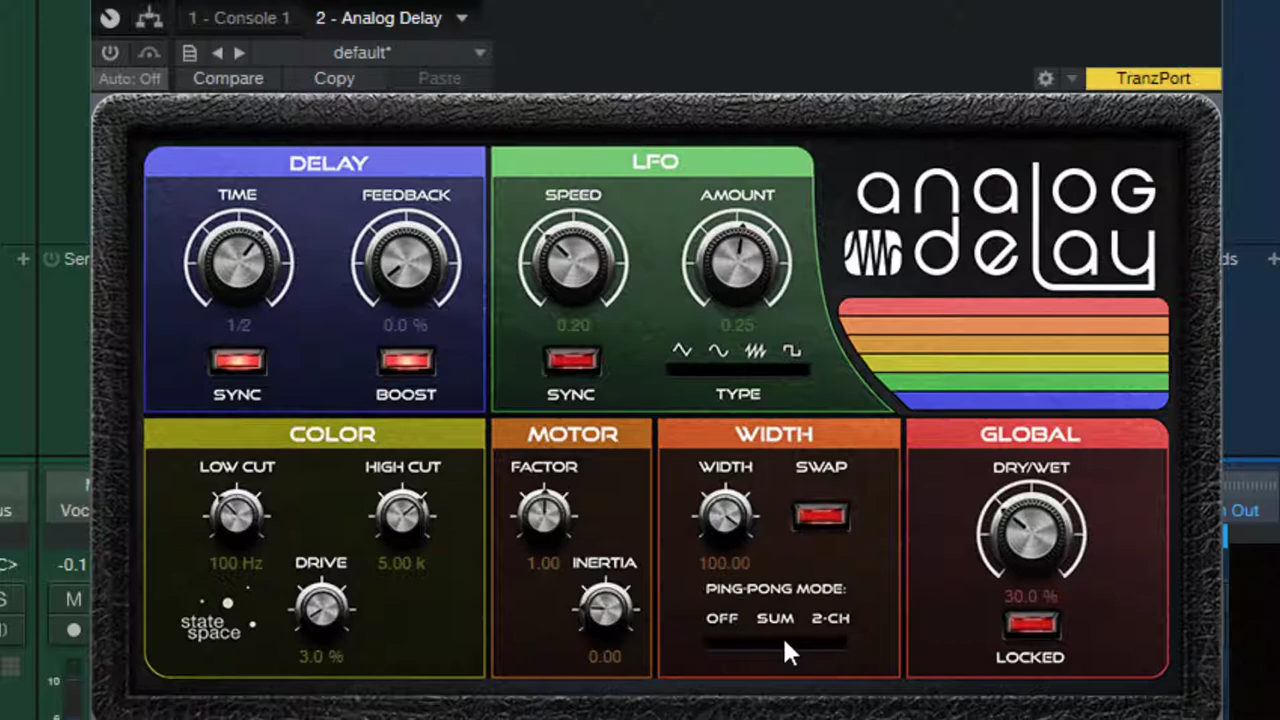 1 - Console 1 2 - Analog Delay
default*
Auto: Off Compare Copy Paste TranzPort
DELAY LFO
TIME FEEDBACK SPEED AMOUNT
analog delay
1/2 0.0 % 0.20 0.25
SYNC BOOST SYNC TYPE
COLOR MOTOR WIDTH GLOBAL
LOW CUT HIGH CUT FACTOR WIDTH SWAP DRY/WET
100 Hz DRIVE 5.00 k 1.00 INERTIA 100.00
PING-PONG MODE:
30.0 %
state space
OFF SUM 2-CH
3.0 % 0.00 LOCKED
+ Ser
ds +
us Voc
Out
C> -0.1
S M
10